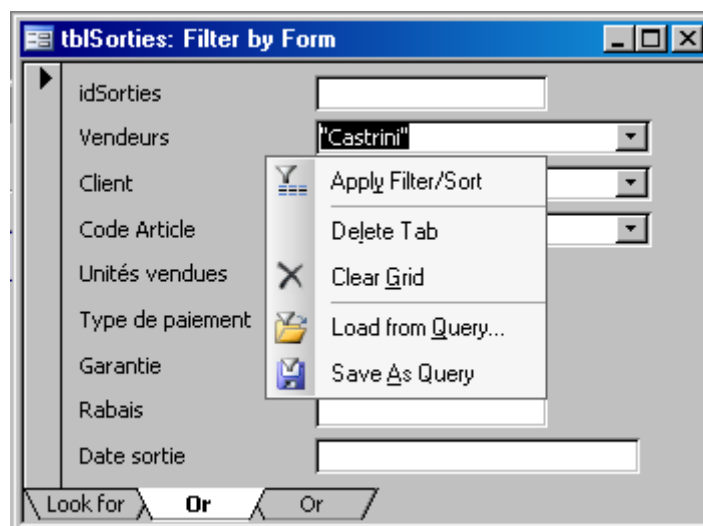 tblSorties: Filter by Form
idSorties
Vendeurs "Castrini"
Client Apply Filter/Sort
Code Article Delete Tab
Unités vendues Clear Grid
Type de paiement Load from Query...
Garantie Save As Query
Rabais
Date sortie
Look for Or Or